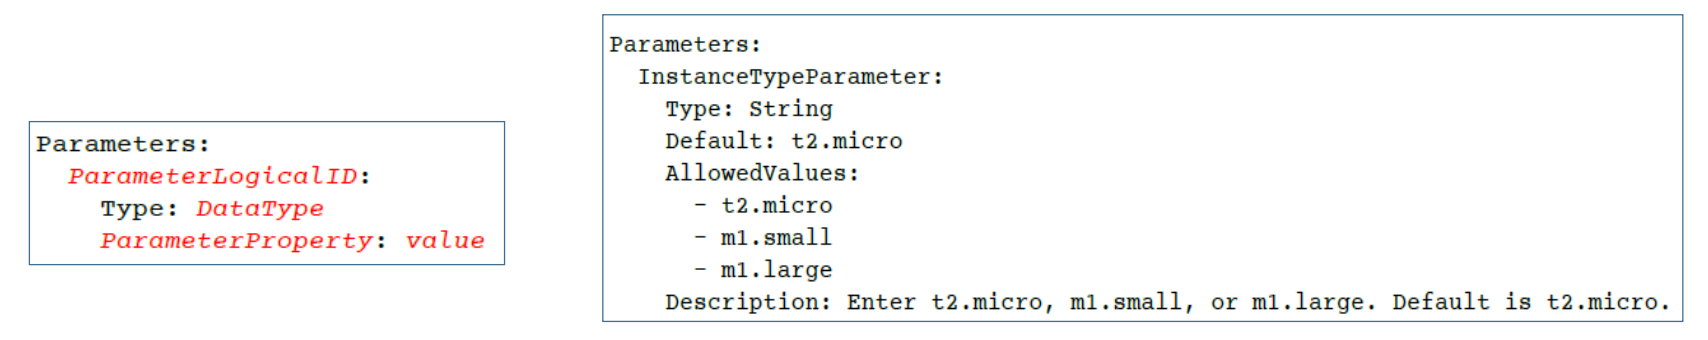 Parameters:
  ParameterLogicalID:
    Type: DataType
    ParameterProperty: value
Parameters:
  InstanceTypeParameter:
    Type: String
    Default: t2.micro
    AllowedValues:
      - t2.micro
      - m1.small
      - m1.large
    Description: Enter t2.micro, m1.small, or m1.large. Default is t2.micro.